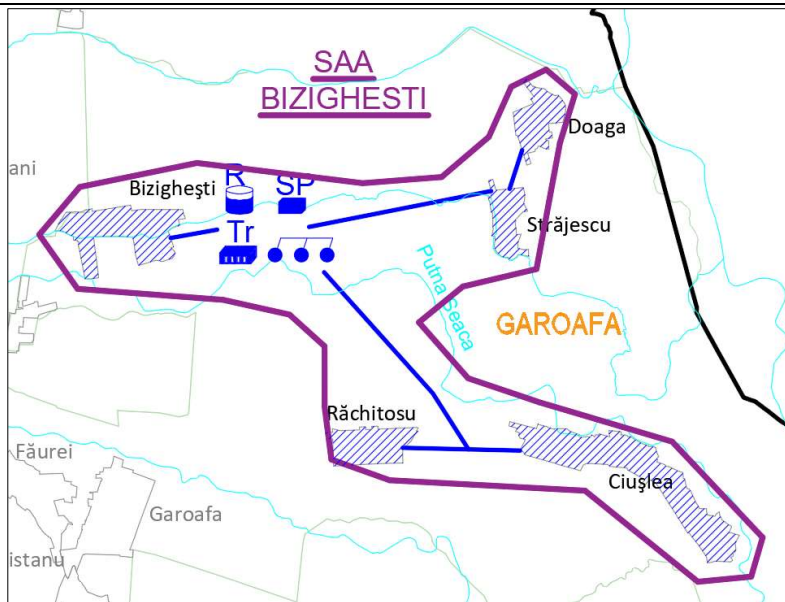 SAA
BIZIGHESTI
Doaga
ani
Bizigheşti
R
SP
Străjescu
Tr
Putna Seaca
GAROAFA
Răchitosu
Făurei
Ciuşlea
Garoafa
istanu